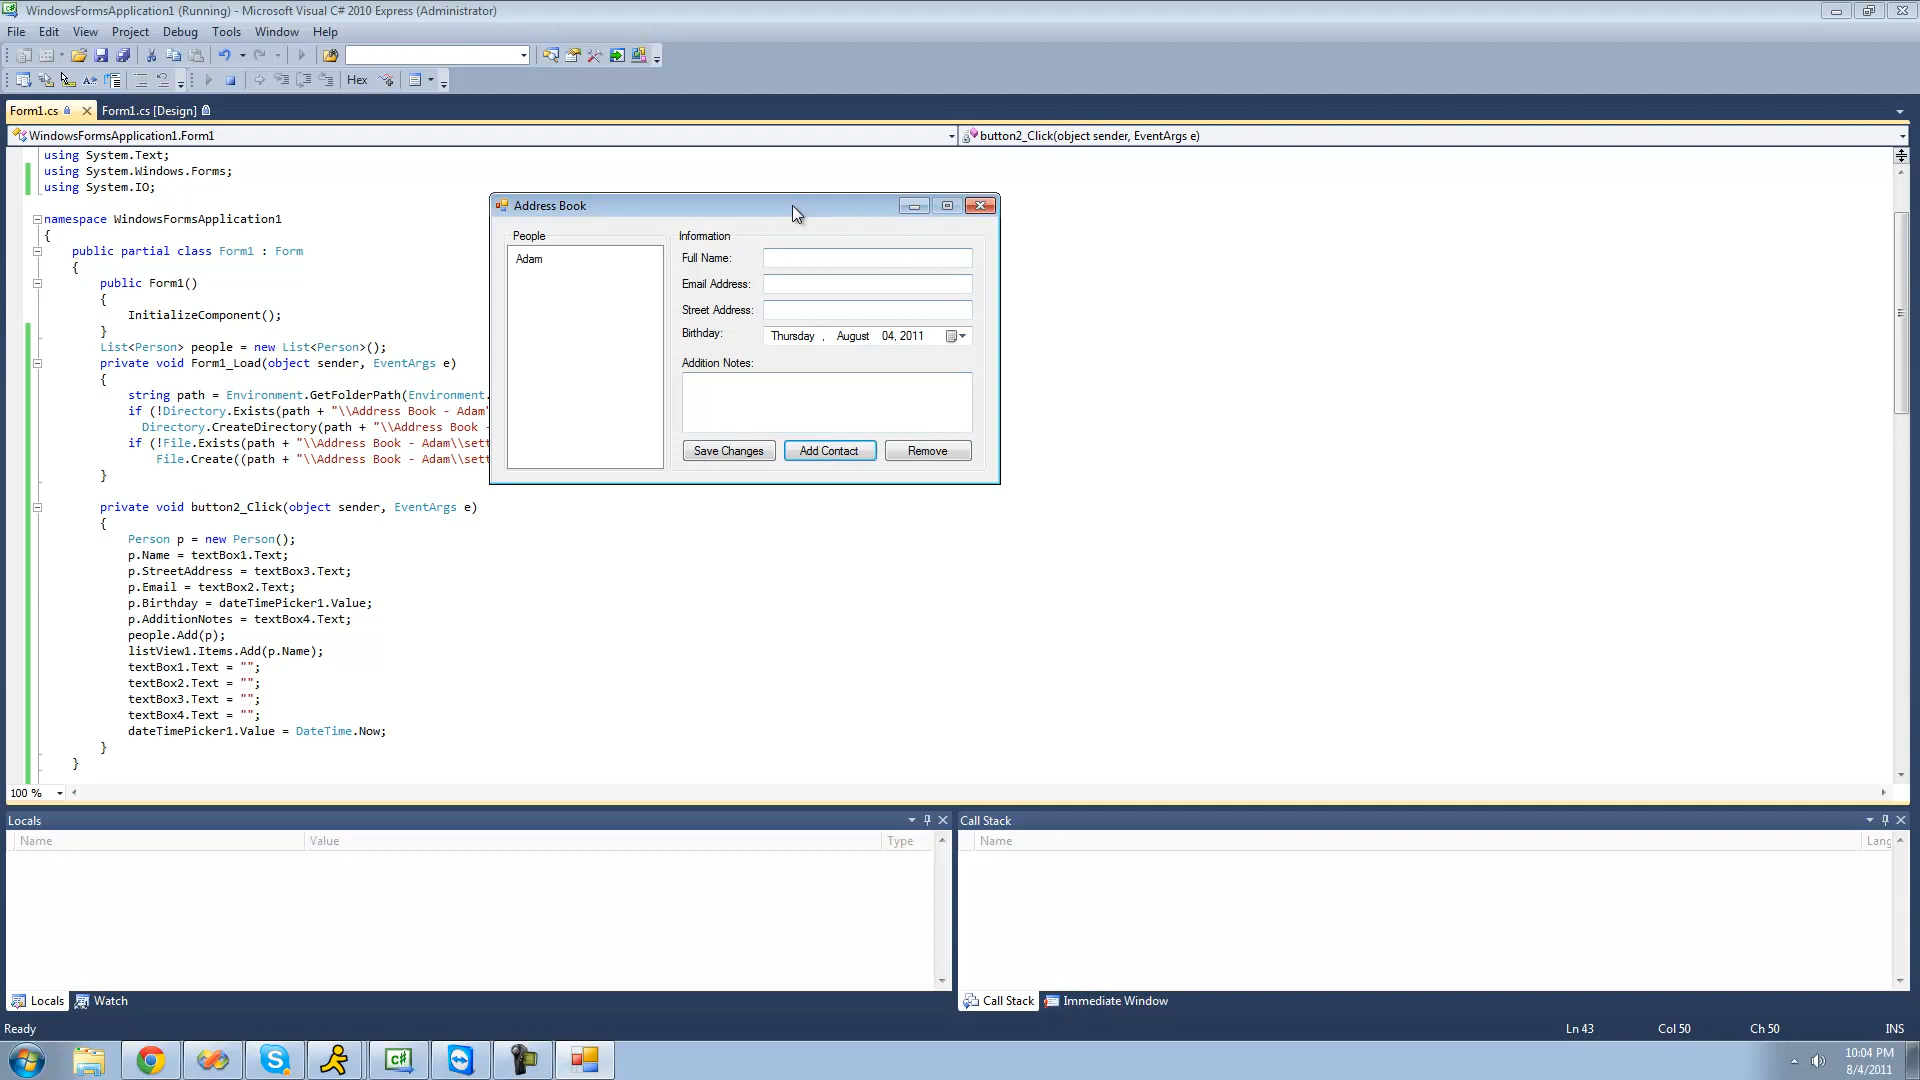 WindowsFormsApplication1 (Running) - Microsoft Visual C# 2010 Express (Administrator)
File Edit View Project Debug Tools Window Help
Hex
Form1.cs Form1.cs [Design]
WindowsFormsApplication1.Form1 button2_Click(object sender, EventArgs e)
using System.Text;
using System.Windows.Forms;
using System.IO;
namespace WindowsFormsApplication1
{
public partial class Form1 : Form
{
public Form1()
{
InitializeComponent();
}
List<Person> people = new List<Person>();
private void Form1_Load(object sender, EventArgs e)
{
string path = Environment.GetFolderPath(Environment.
if (!Directory.Exists(path + "\\Address Book - Adam"
Directory.CreateDirectory(path + "\\Address Book -
if (!File.Exists(path + "\\Address Book - Adam\\sett
File.Create((path + "\\Address Book - Adam\\sett
}
private void button2_Click(object sender, EventArgs e)
{
Person p = new Person();
p.Name = textBox1.Text;
p.StreetAddress = textBox3.Text;
p.Email = textBox2.Text;
p.Birthday = dateTimePicker1.Value;
p.AdditionNotes = textBox4.Text;
people.Add(p);
listView1.Items.Add(p.Name);
textBox1.Text = "";
textBox2.Text = "";
textBox3.Text = "";
textBox4.Text = "";
dateTimePicker1.Value = DateTime.Now;
}
}
Address Book
People
Adam
Information
Full Name:
Email Address:
Street Address:
Birthday: Thursday , August 04, 2011
Addition Notes:
Save Changes Add Contact Remove
100 %
Locals
Name Value Type
Call Stack
Name Lang
Locals Watch
Call Stack Immediate Window
Ready Ln 43 Col 50 Ch 50 INS
C#
10:04 PM
8/4/2011